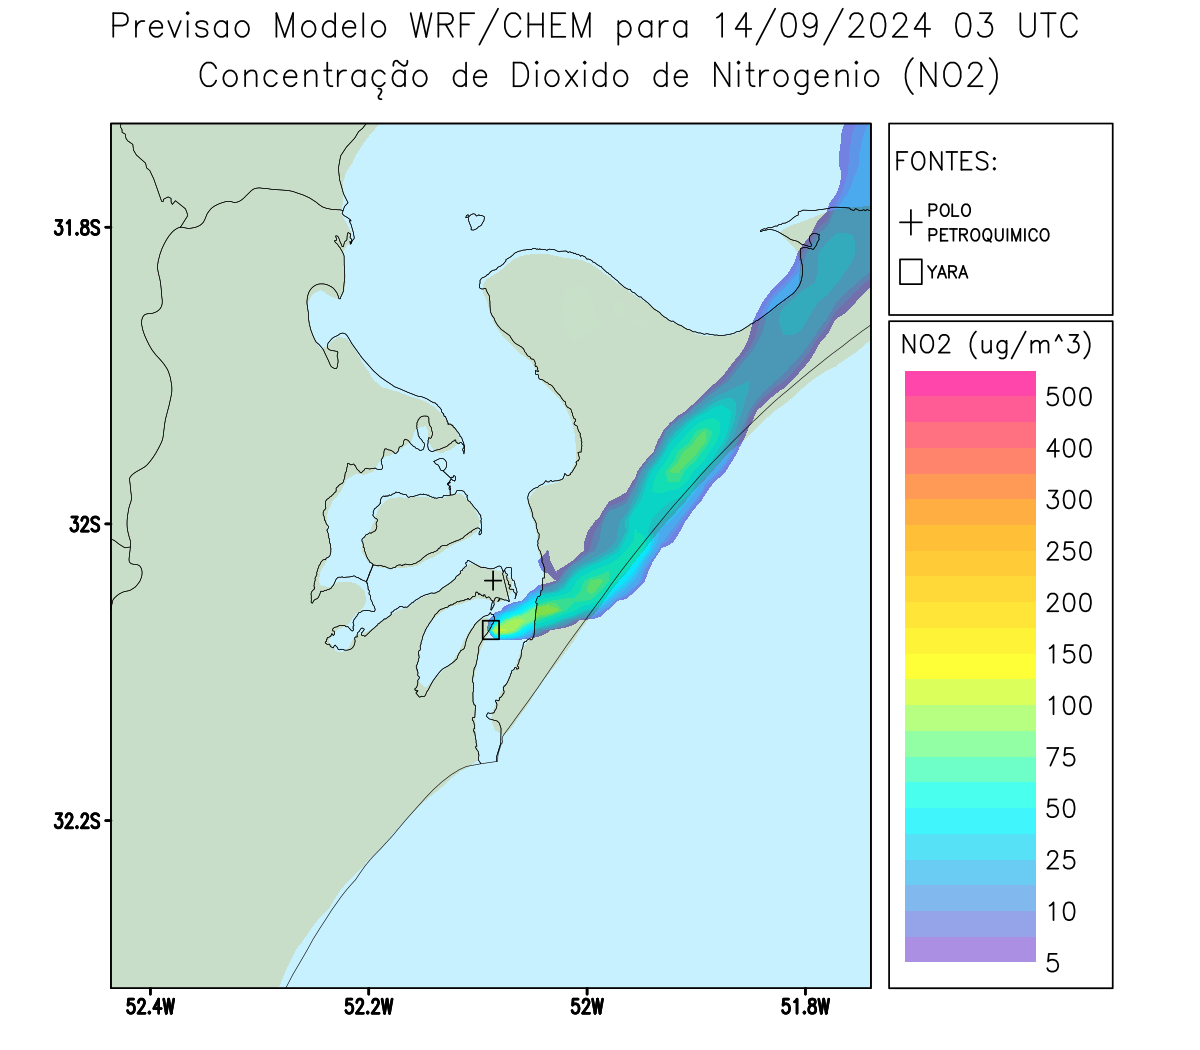 Previsao Modelo WRF/CHEM para 14/09/2024 03 UTC
Concentração de Dioxido de Nitrogenio (NO2)
FONTES:
POLO
PETROQUIMICO
YARA
NO2 (ug/m^3)
500
400
300
250
200
150
100
75
50
25
10
5
31.8S
32S
32.2S
52.4W
52.2W
52W
51.8W